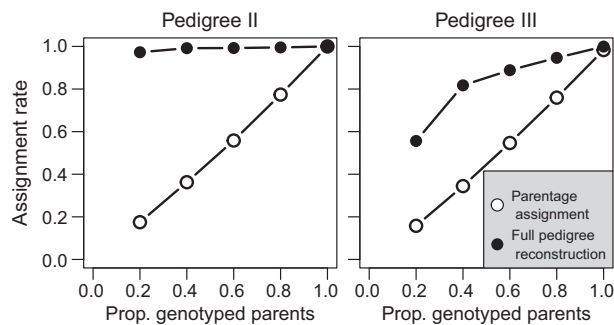 Pedigree II
Pedigree III
Assignment rate
1.0
0.8
0.6
0.4
0.2
0.0
0.0 0.2 0.4 0.6 0.8 1.0
0.0 0.2 0.4 0.6 0.8 1.0
Prop. genotyped parents
Prop. genotyped parents
Parentage
assignment
Full pedigree
reconstruction